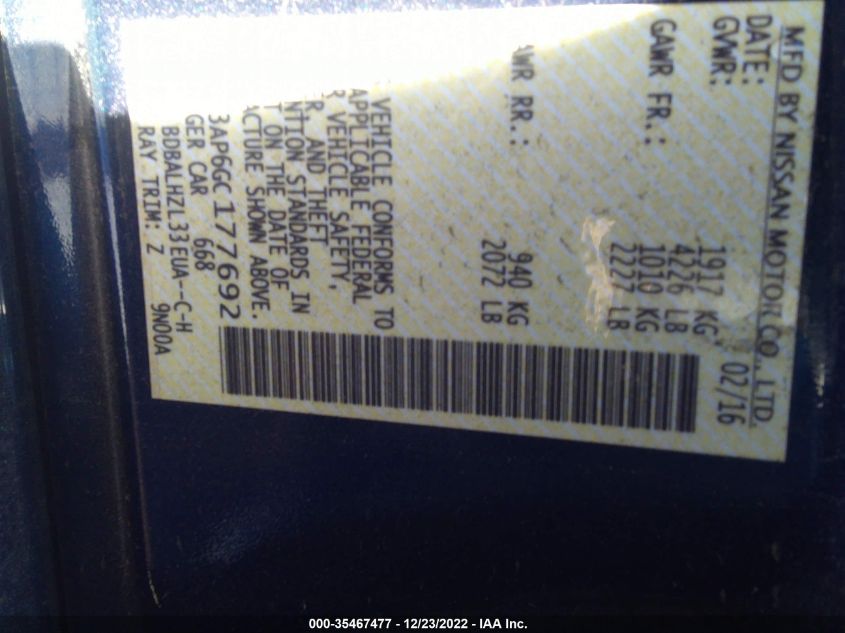 MFD BY NISSAN MOTOR CO., LTD.
DATE: 02/16
GVWR: 1917 KG
4226 LB
GAWR FR.: 1010 KG
2227 LB
AWR RR.: 940 KG
2072 LB
VEHICLE CONFORMS TO
APPLICABLE FEDERAL
R VEHICLE SAFETY,
R AND THEFT
NTION STANDARDS IN
T ON THE DATE OF
ACTURE SHOWN ABOVE.
3AP6GC177692
GER CAR 668
BDBALHZL33EUA--C-H
RAY TRIM: Z 9N00A
000-35467477 - 12/23/2022 - IAA Inc.